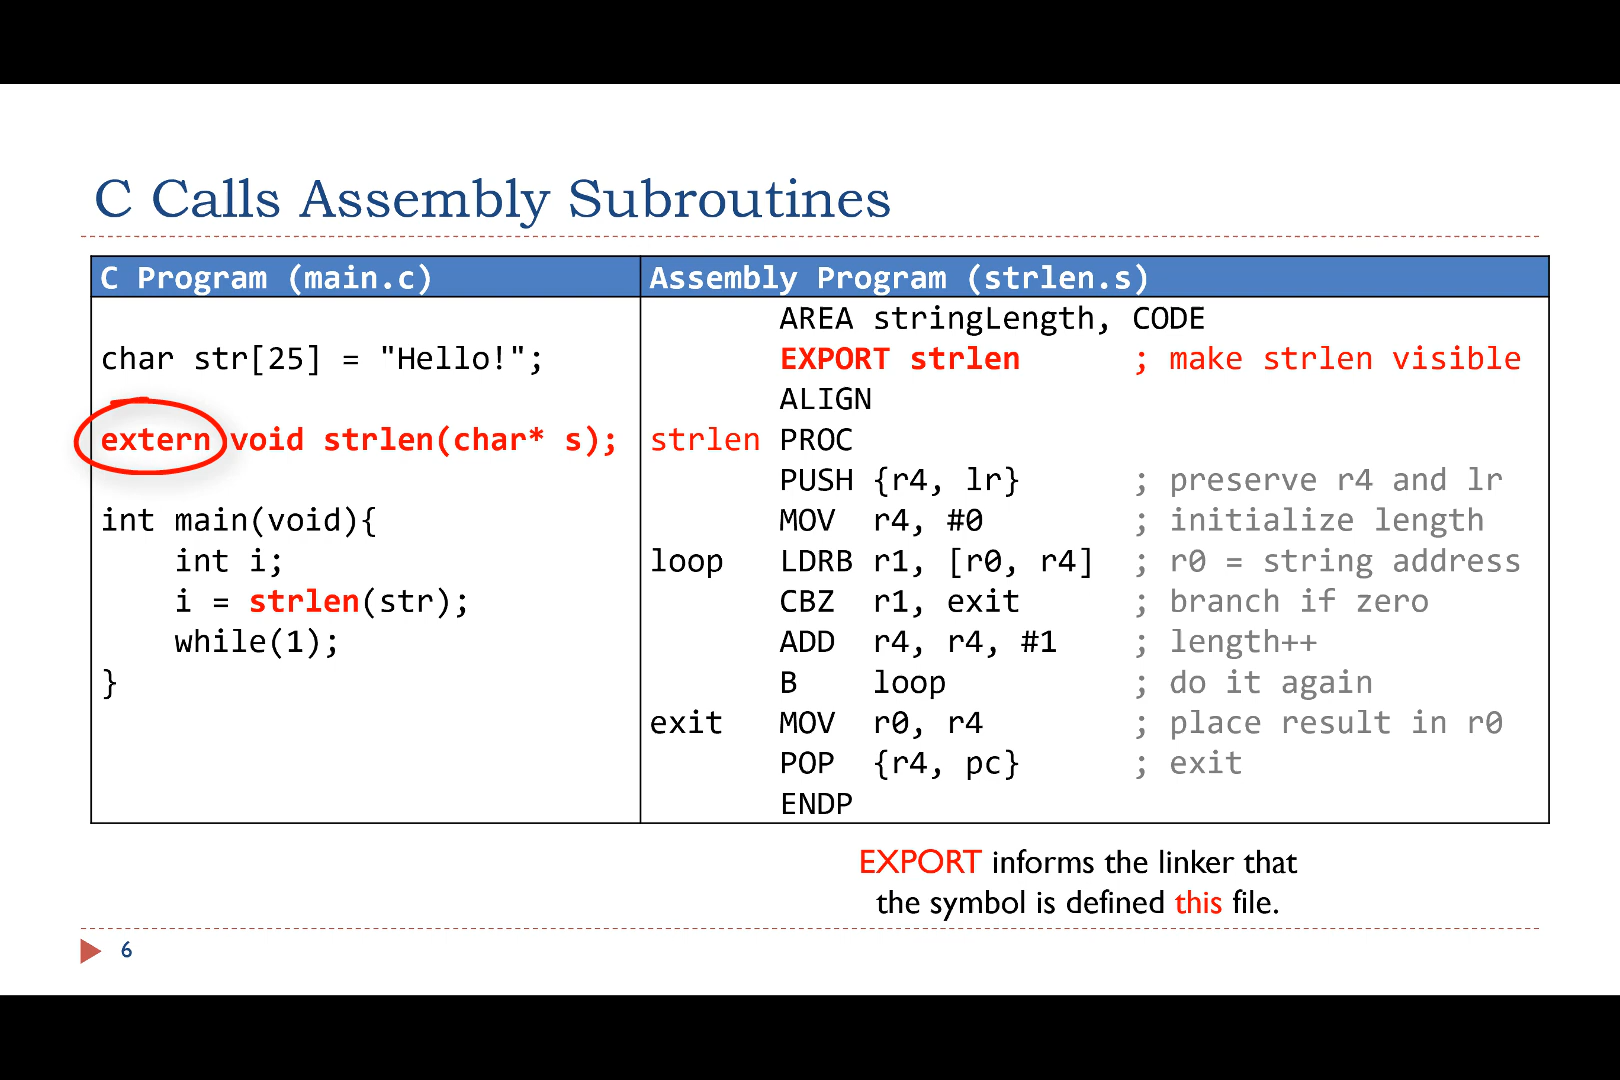 C Calls Assembly Subroutines
C Program (main.c)
char str[25] = "Hello!";
extern void strlen(char* s);
int main(void){
int i;
i = strlen(str);
while(1);
}
Assembly Program (strlen.s)
AREA stringLength, CODE
EXPORT strlen ; make strlen visible
ALIGN
strlen PROC
PUSH {r4, lr} ; preserve r4 and lr
MOV r4, #0 ; initialize length
loop LDRB r1, [r0, r4] ; r0 = string address
CBZ r1, exit ; branch if zero
ADD r4, r4, #1 ; length++
B loop ; do it again
exit MOV r0, r4 ; place result in r0
POP {r4, pc} ; exit
ENDP
EXPORT informs the linker that
the symbol is defined this file.
6